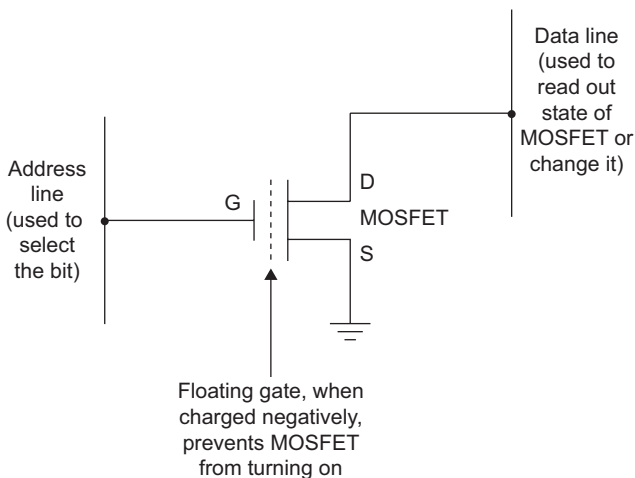 Data line
(used to
read out
state of
MOSFET or
change it)
Address
line
(used to
select
the bit)
G
D
MOSFET
S
Floating gate, when
charged negatively,
prevents MOSFET
from turning on